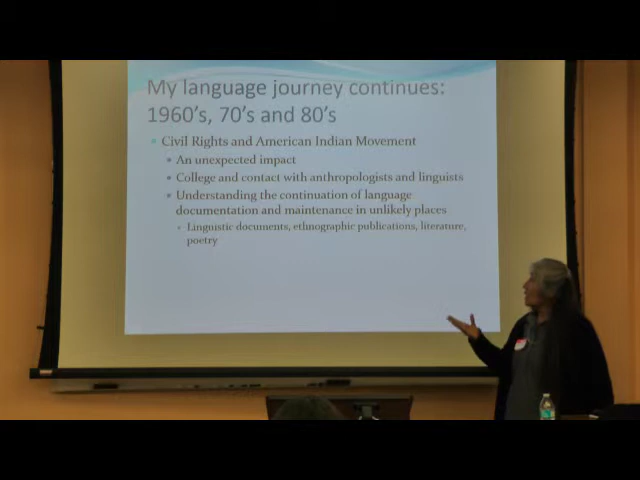 My language journey continues:
1960's, 70's and 80's
Civil Rights and American Indian Movement
An unexpected impact
College and contact with anthropologists and linguists
Understanding the continuation of language
documentation and maintenance in unlikely places
Linguistic documents, ethnographic publications, literature,
poetry